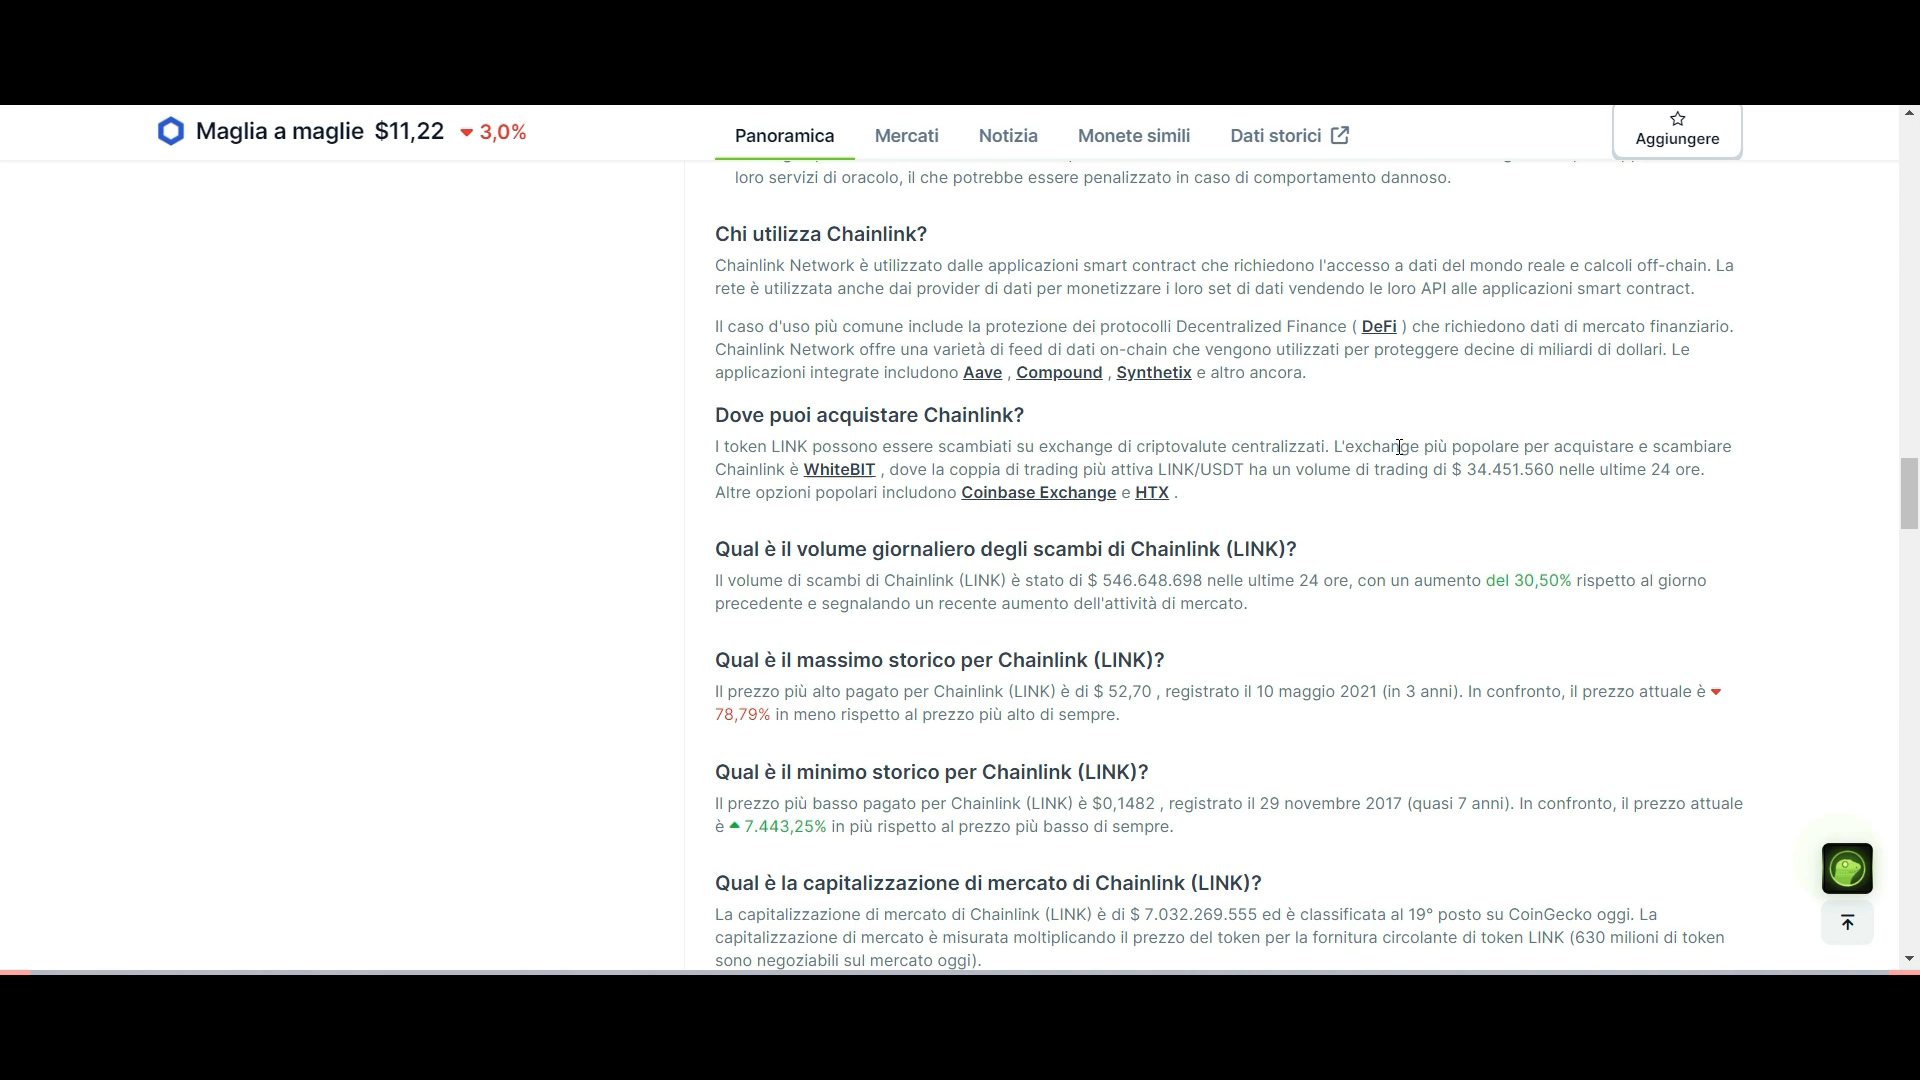 Maglia a maglie $11,22 3,0%
Panoramica Mercati Notizia Monete simili Dati storici
Aggiungere
loro servizi di oracolo, il che potrebbe essere penalizzato in caso di comportamento dannoso.
Chi utilizza Chainlink?
Chainlink Network è utilizzato dalle applicazioni smart contract che richiedono l'accesso a dati del mondo reale e calcoli off-chain. La
rete è utilizzata anche dai provider di dati per monetizzare i loro set di dati vendendo le loro API alle applicazioni smart contract.
Il caso d'uso più comune include la protezione dei protocolli Decentralized Finance ( DeFi ) che richiedono dati di mercato finanziario.
Chainlink Network offre una varietà di feed di dati on-chain che vengono utilizzati per proteggere decine di miliardi di dollari. Le
applicazioni integrate includono Aave , Compound , Synthetix e altro ancora.
Dove puoi acquistare Chainlink?
I token LINK possono essere scambiati su exchange di criptovalute centralizzati. L'exchange più popolare per acquistare e scambiare
Chainlink è WhiteBIT , dove la coppia di trading più attiva LINK/USDT ha un volume di trading di $ 34.451.560 nelle ultime 24 ore.
Altre opzioni popolari includono Coinbase Exchange e HTX .
Qual è il volume giornaliero degli scambi di Chainlink (LINK)?
Il volume di scambi di Chainlink (LINK) è stato di $ 546.648.698 nelle ultime 24 ore, con un aumento del 30,50% rispetto al giorno
precedente e segnalando un recente aumento dell'attività di mercato.
Qual è il massimo storico per Chainlink (LINK)?
Il prezzo più alto pagato per Chainlink (LINK) è di $ 52,70 , registrato il 10 maggio 2021 (in 3 anni). In confronto, il prezzo attuale è
78,79% in meno rispetto al prezzo più alto di sempre.
Qual è il minimo storico per Chainlink (LINK)?
Il prezzo più basso pagato per Chainlink (LINK) è $0,1482 , registrato il 29 novembre 2017 (quasi 7 anni). In confronto, il prezzo attuale
è 7.443,25% in più rispetto al prezzo più basso di sempre.
Qual è la capitalizzazione di mercato di Chainlink (LINK)?
La capitalizzazione di mercato di Chainlink (LINK) è di $ 7.032.269.555 ed è classificata al 19° posto su CoinGecko oggi. La
capitalizzazione di mercato è misurata moltiplicando il prezzo del token per la fornitura circolante di token LINK (630 milioni di token
sono negoziabili sul mercato oggi).